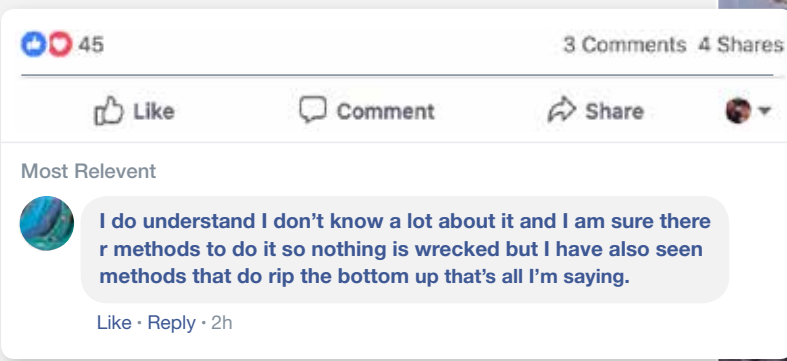 45
3 Comments 4 Shares
Like Comment Share
Most Relevent
I do understand I don’t know a lot about it and I am sure there
r methods to do it so nothing is wrecked but I have also seen
methods that do rip the bottom up that’s all I’m saying.
Like · Reply · 2h